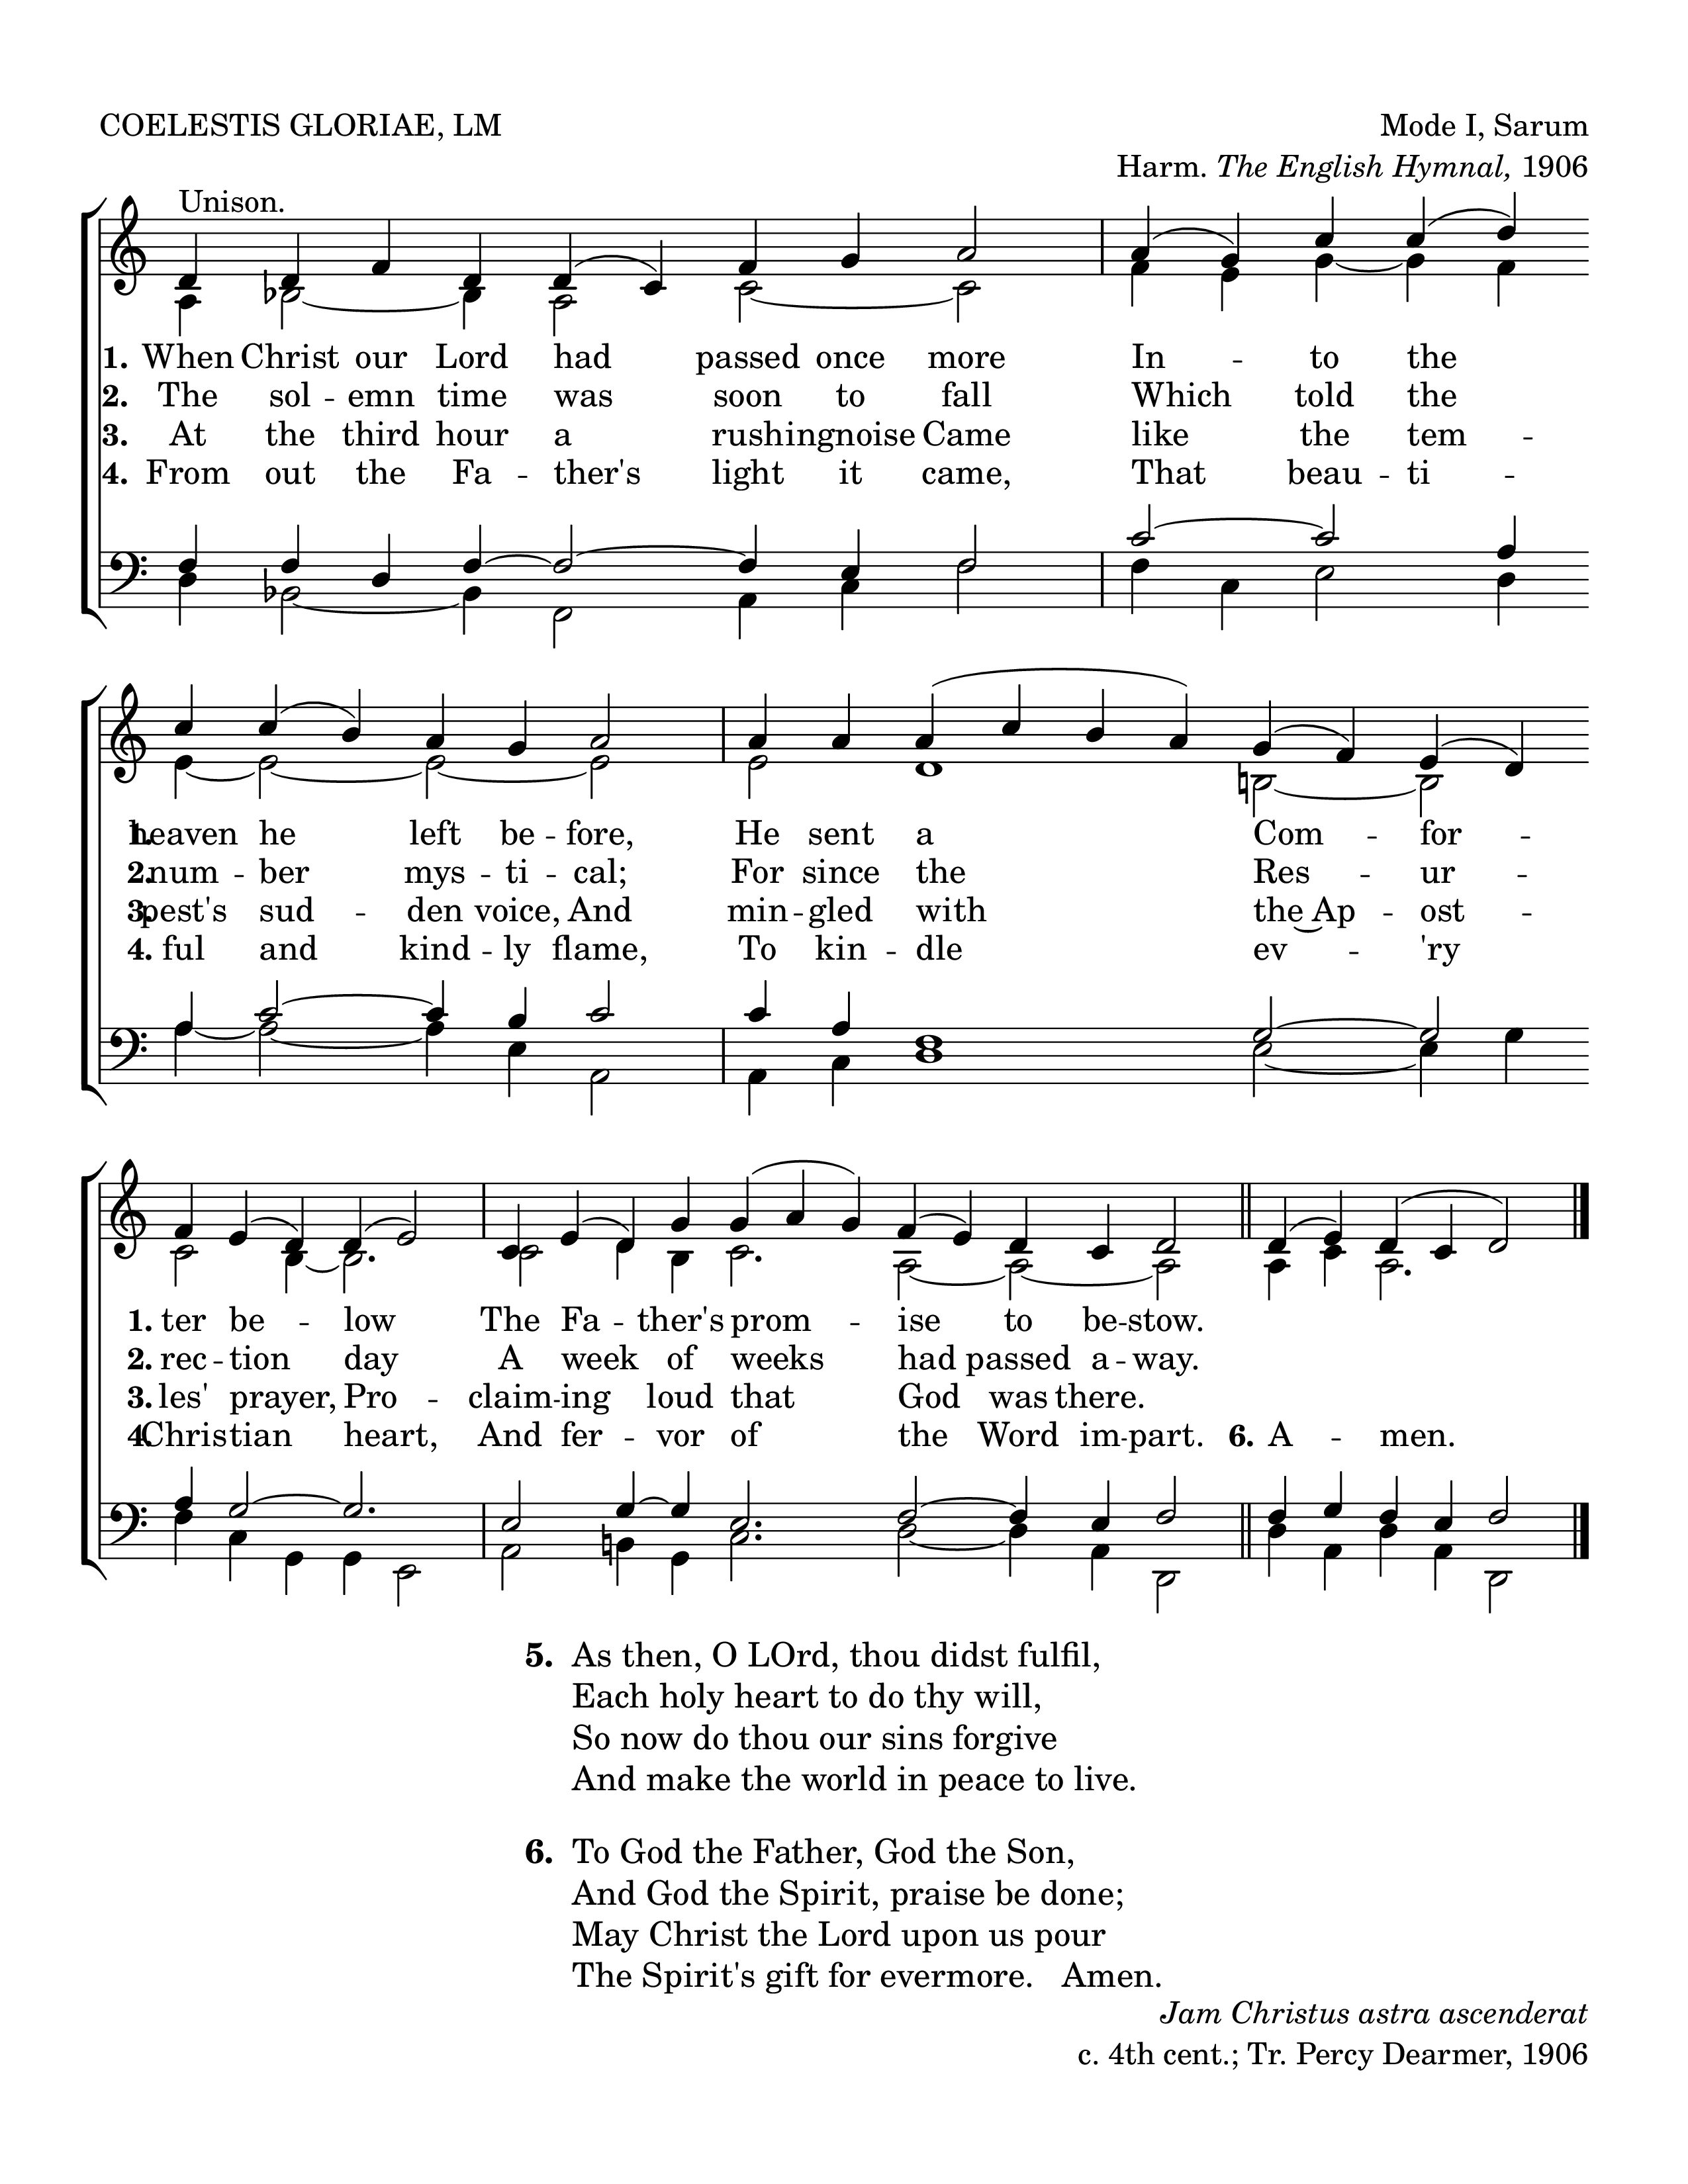 COELESTIS GLORIAE, LM
Mode I, Sarum
Harm. The English Hymnal, 1906
Unison.
1. When Christ our Lord had passed once more In -- to the
2. The sol -- emn time was soon to fall Which told the
3. At the third hour a rushingnoise Came like the tem --
4. From out the Fa -- ther's light it came, That beau -- ti --
1. heaven he left be -- fore, He sent a Com -- for --
2. num -- ber mys -- ti -- cal; For since the Res -- ur --
3. pest's sud -- den voice, And min -- gled with the‿Ap -- ost --
4. ful and kind -- ly flame, To kin -- dle ev -- 'ry
1. ter be -- low The Fa -- ther's prom -- ise to be -- stow.
2. rec -- tion day A week of weeks had passed a -- way.
3. les' prayer, Pro -- claim -- ing loud that God was there.
4. Christian heart, And fer -- vor of the Word im -- part. 6. A -- men.
5. As then, O LOrd, thou didst fulfil,
Each holy heart to do thy will,
So now do thou our sins forgive
And make the world in peace to live.
6. To God the Father, God the Son,
And God the Spirit, praise be done;
May Christ the Lord upon us pour
The Spirit's gift for evermore. Amen.
Jam Christus astra ascenderat
c. 4th cent.; Tr. Percy Dearmer, 1906